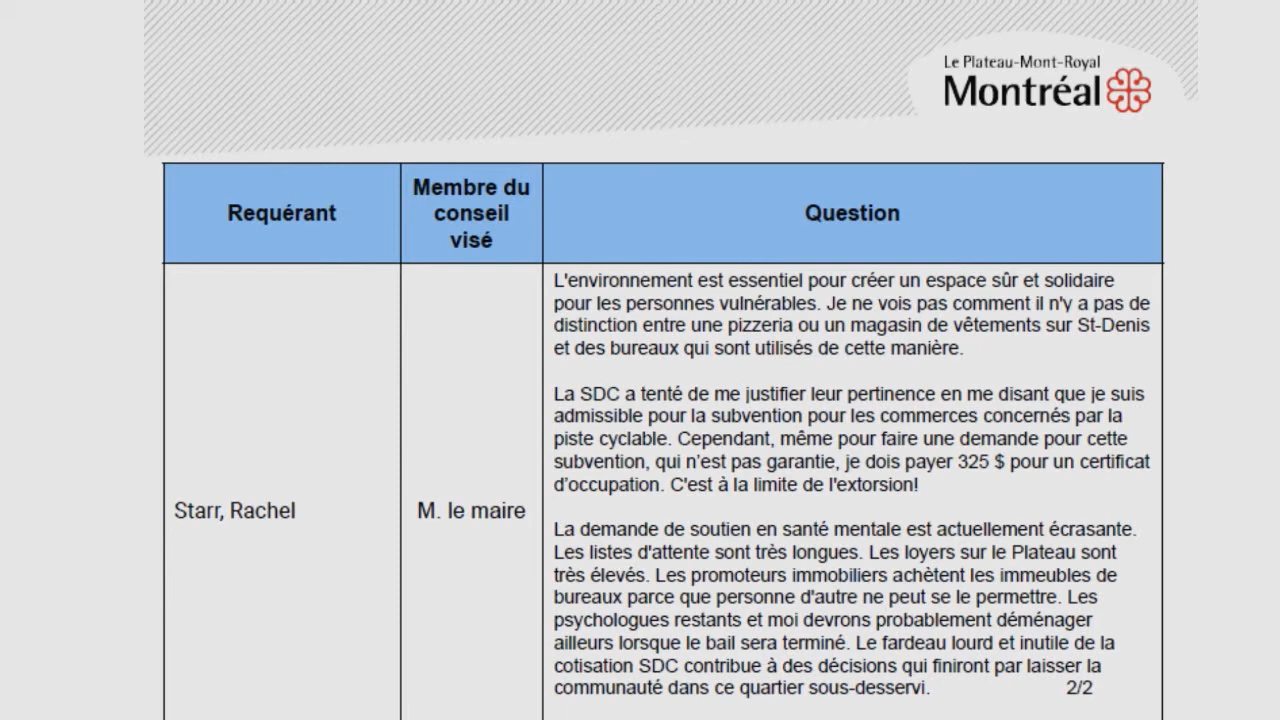 Le Plateau-Mont-Royal
Montréal
Requérant
Membre du
conseil
visé
Question
Starr, Rachel
M. le maire
L'environnement est essentiel pour créer un espace sûr et solidaire
pour les personnes vulnérables. Je ne vois pas comment il n'y a pas de
distinction entre une pizzeria ou un magasin de vêtements sur St-Denis
et des bureaux qui sont utilisés de cette manière.
La SDC a tenté de me justifier leur pertinence en me disant que je suis
admissible pour la subvention pour les commerces concernés par la
piste cyclable. Cependant, même pour faire une demande pour cette
subvention, qui n’est pas garantie, je dois payer 325 $ pour un certificat
d’occupation. C'est à la limite de l'extorsion!
La demande de soutien en santé mentale est actuellement écrasante.
Les listes d'attente sont très longues. Les loyers sur le Plateau sont
très élevés. Les promoteurs immobiliers achètent les immeubles de
bureaux parce que personne d'autre ne peut se le permettre. Les
psychologues restants et moi devrons probablement déménager
ailleurs lorsque le bail sera terminé. Le fardeau lourd et inutile de la
cotisation SDC contribue à des décisions qui finiront par laisser la
communauté dans ce quartier sous-desservi.
2/2